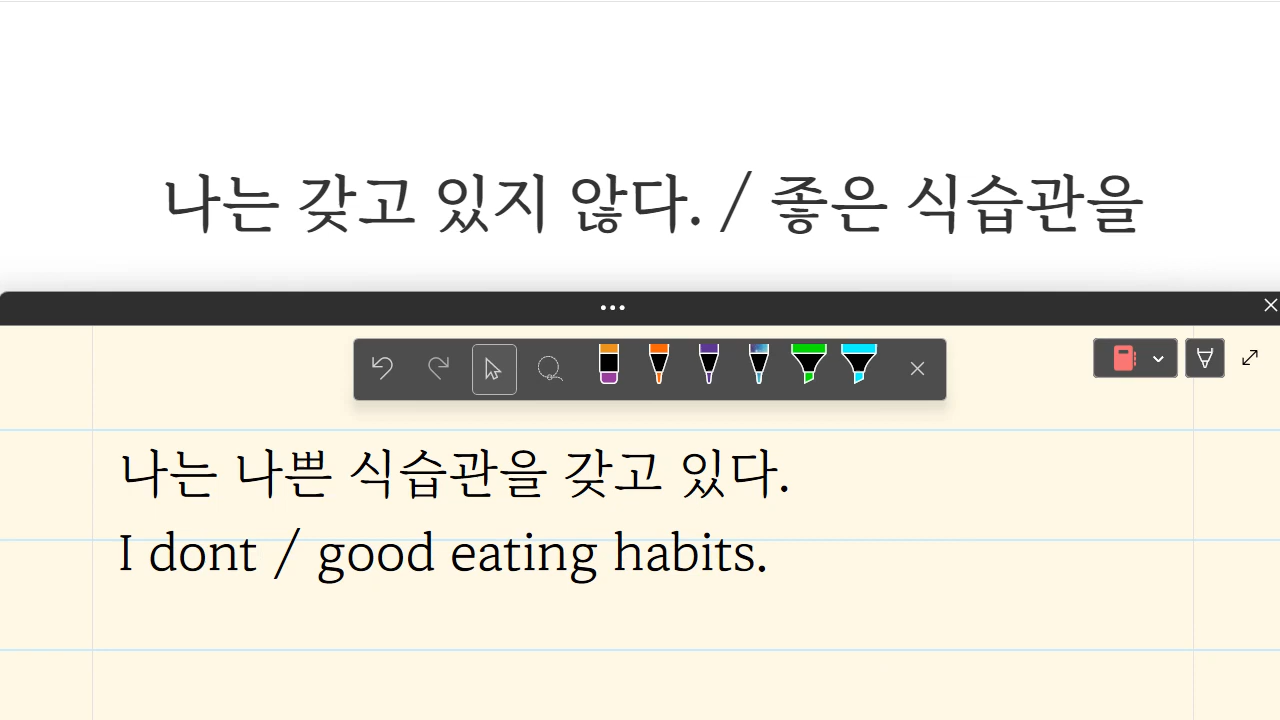 나는 갖고 있지 않다. / 좋은 식습관을
나는 나쁜 식습관을 갖고 있다.
I dont / good eating habits.